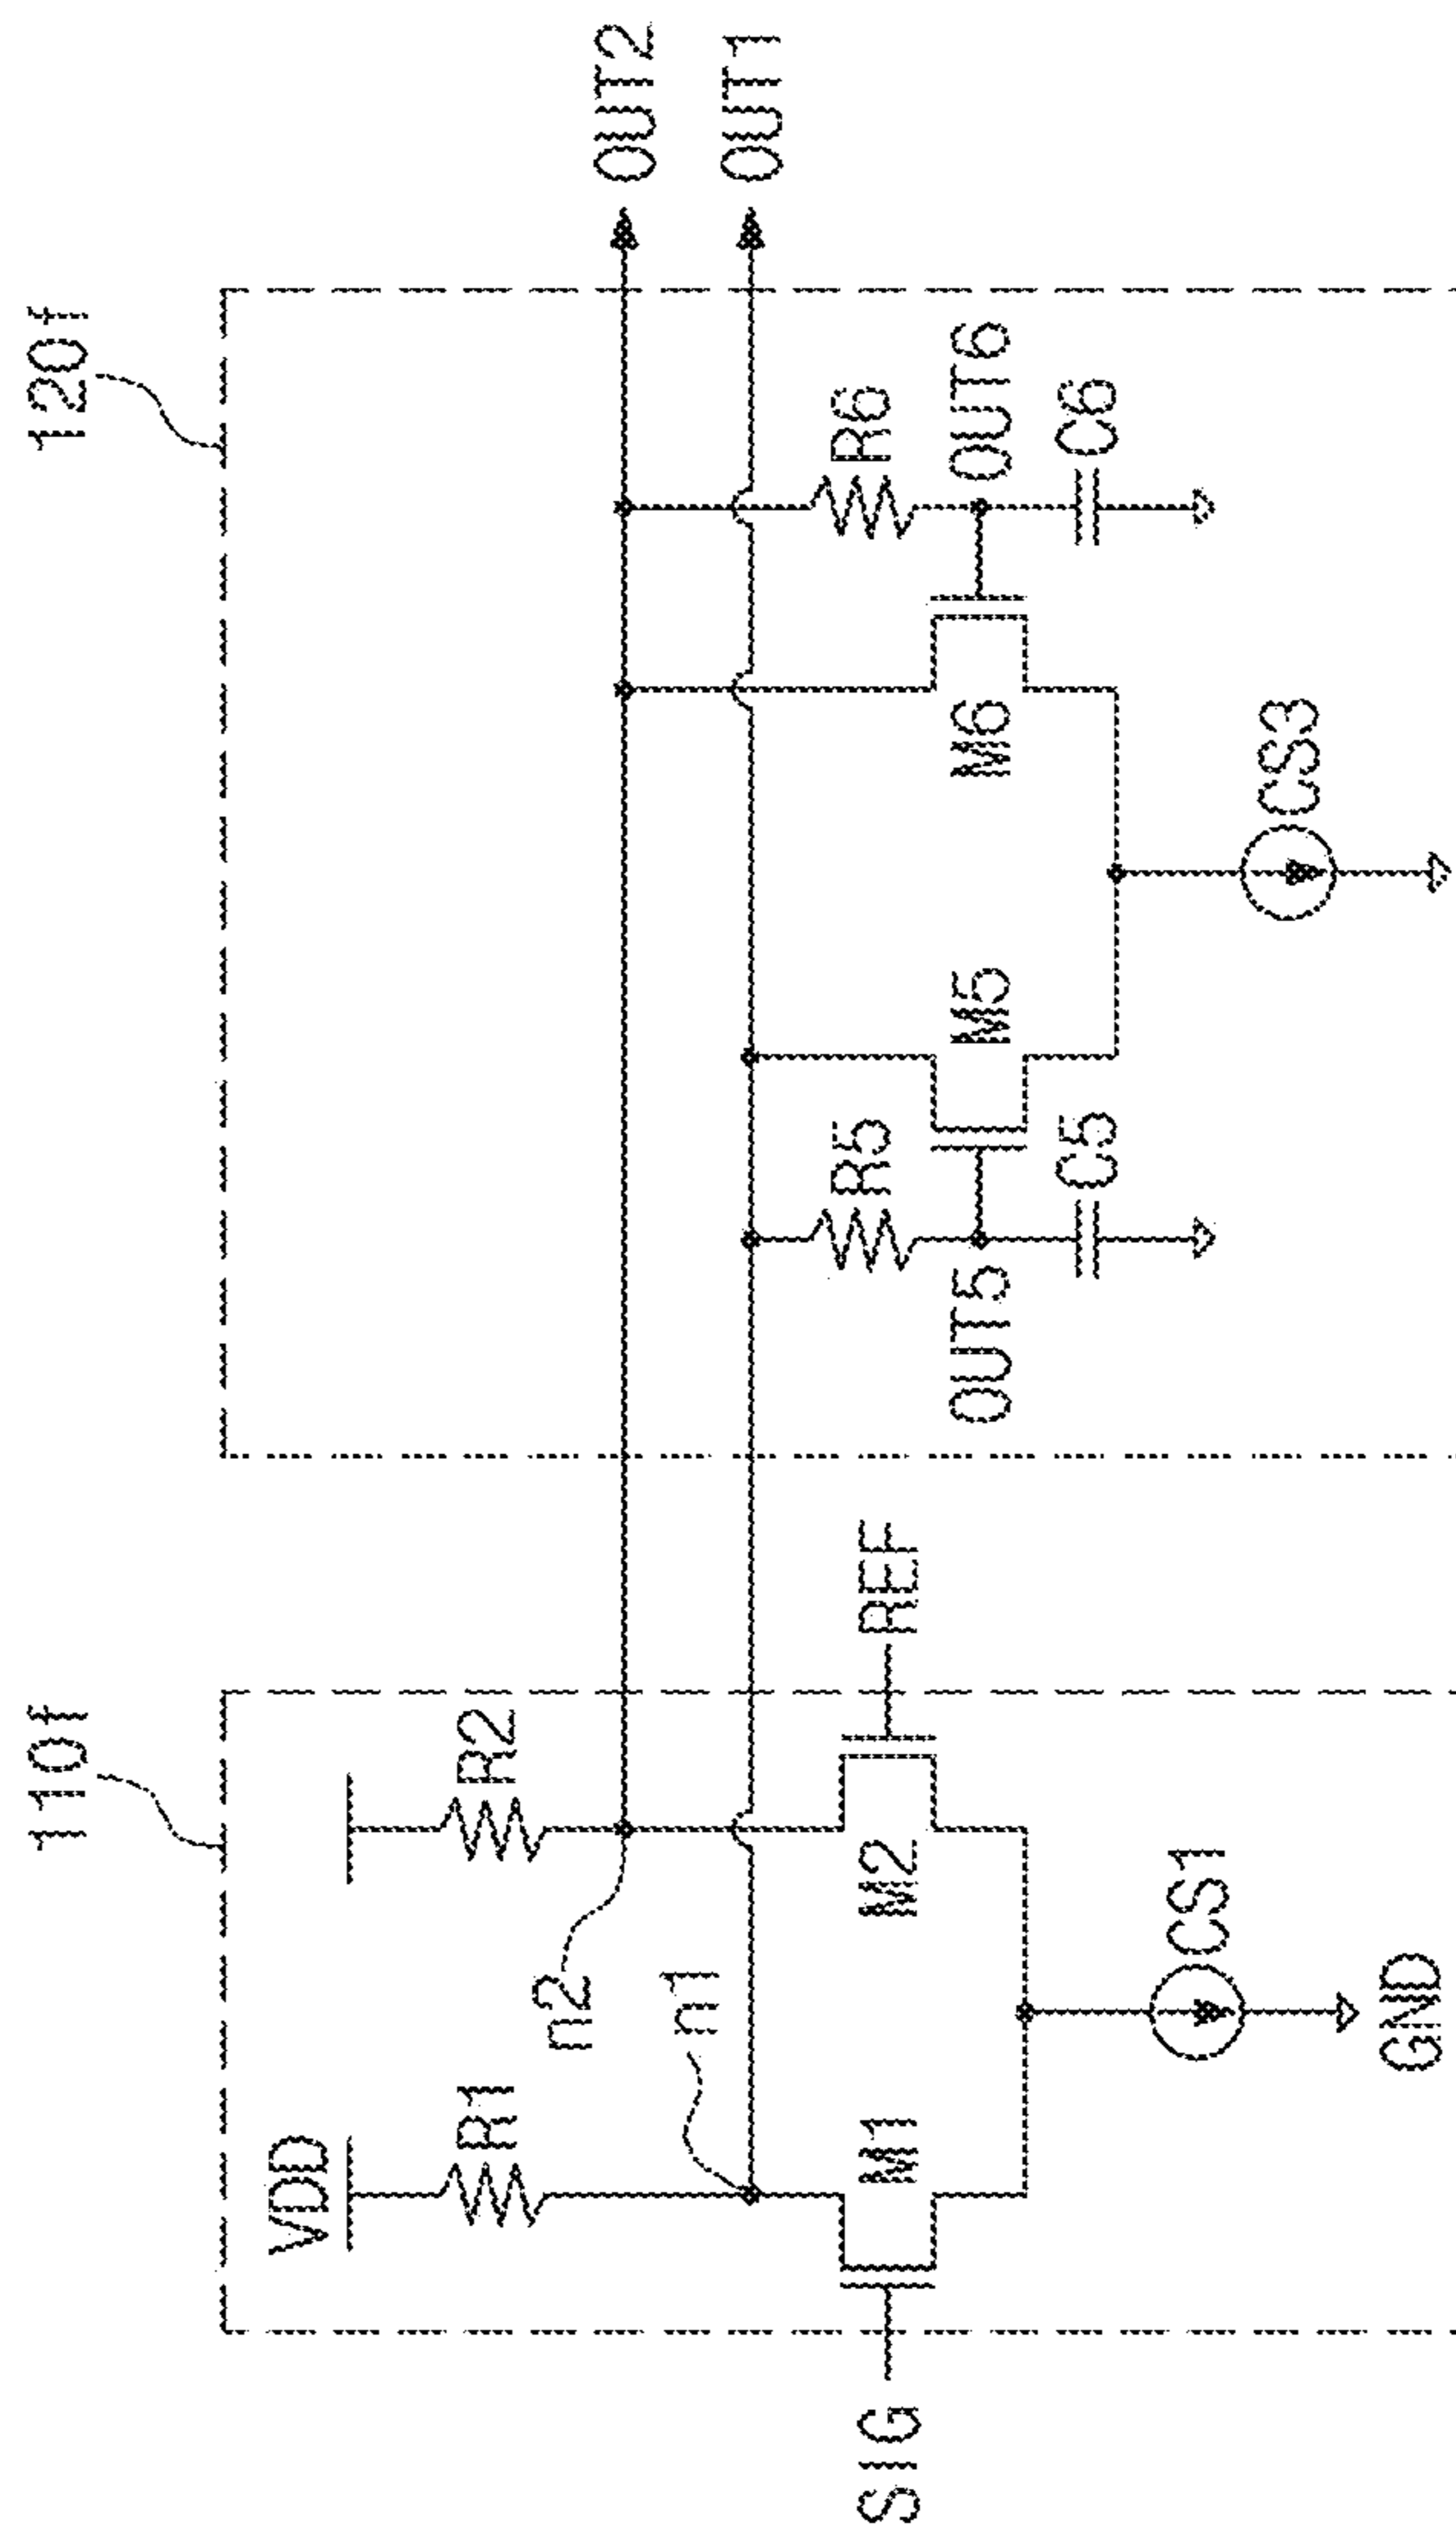 110f
120f
VDD
R1
R2
n2
n1
OUT2
OUT1
SIG
M1
M2
REF
R5
R6
OUT5
M5
M6
OUT6
C5
C6
CS1
CS3
GND